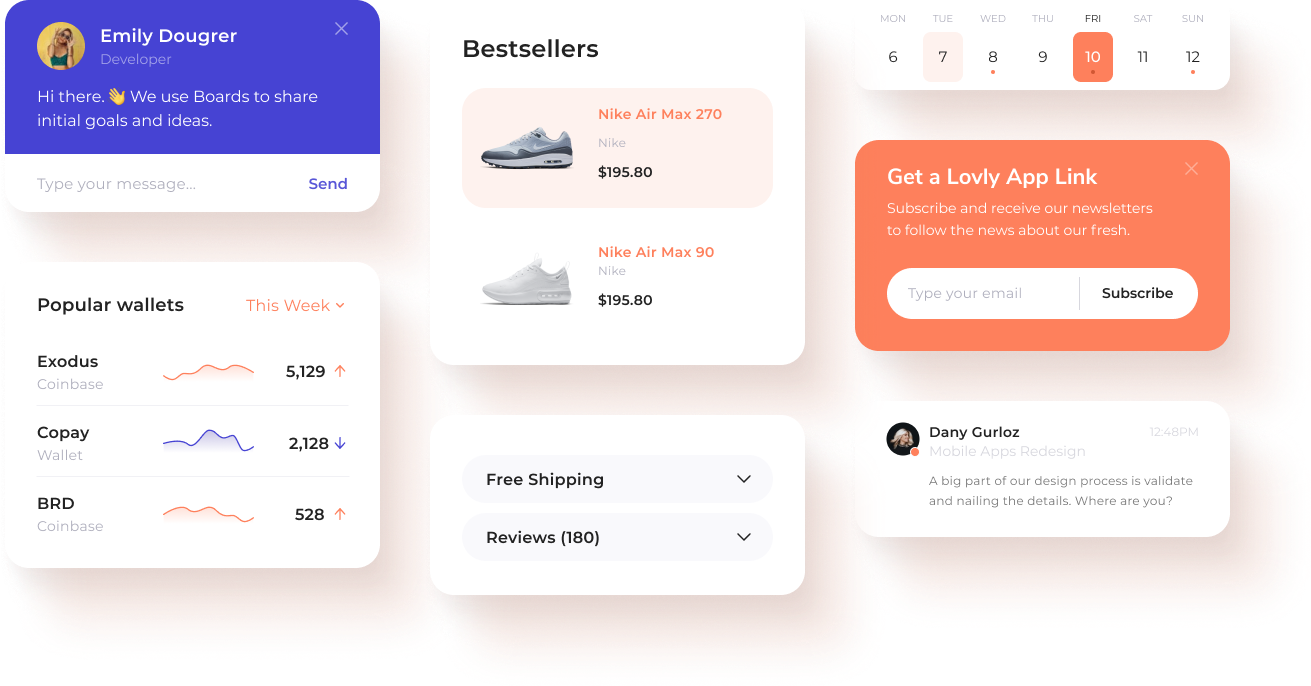 Emily Dougrer
Developer
Hi there. 👋 We use Boards to share
initial goals and ideas.
Type your message...
Send
Popular wallets
This Week
Exodus
Coinbase
5,129
Copay
Wallet
2,128
BRD
Coinbase
528
Bestsellers
Nike Air Max 270
Nike
$195.80
Nike Air Max 90
Nike
$195.80
Free Shipping
Reviews (180)
MON TUE WED THU FRI SAT SUN
6 7 8 9 10 11 12
Get a Lovly App Link
Subscribe and receive our newsletters
to follow the news about our fresh.
Type your email
Subscribe
Dany Gurloz
12:48PM
Mobile Apps Redesign
A big part of our design process is validate
and nailing the details. Where are you?